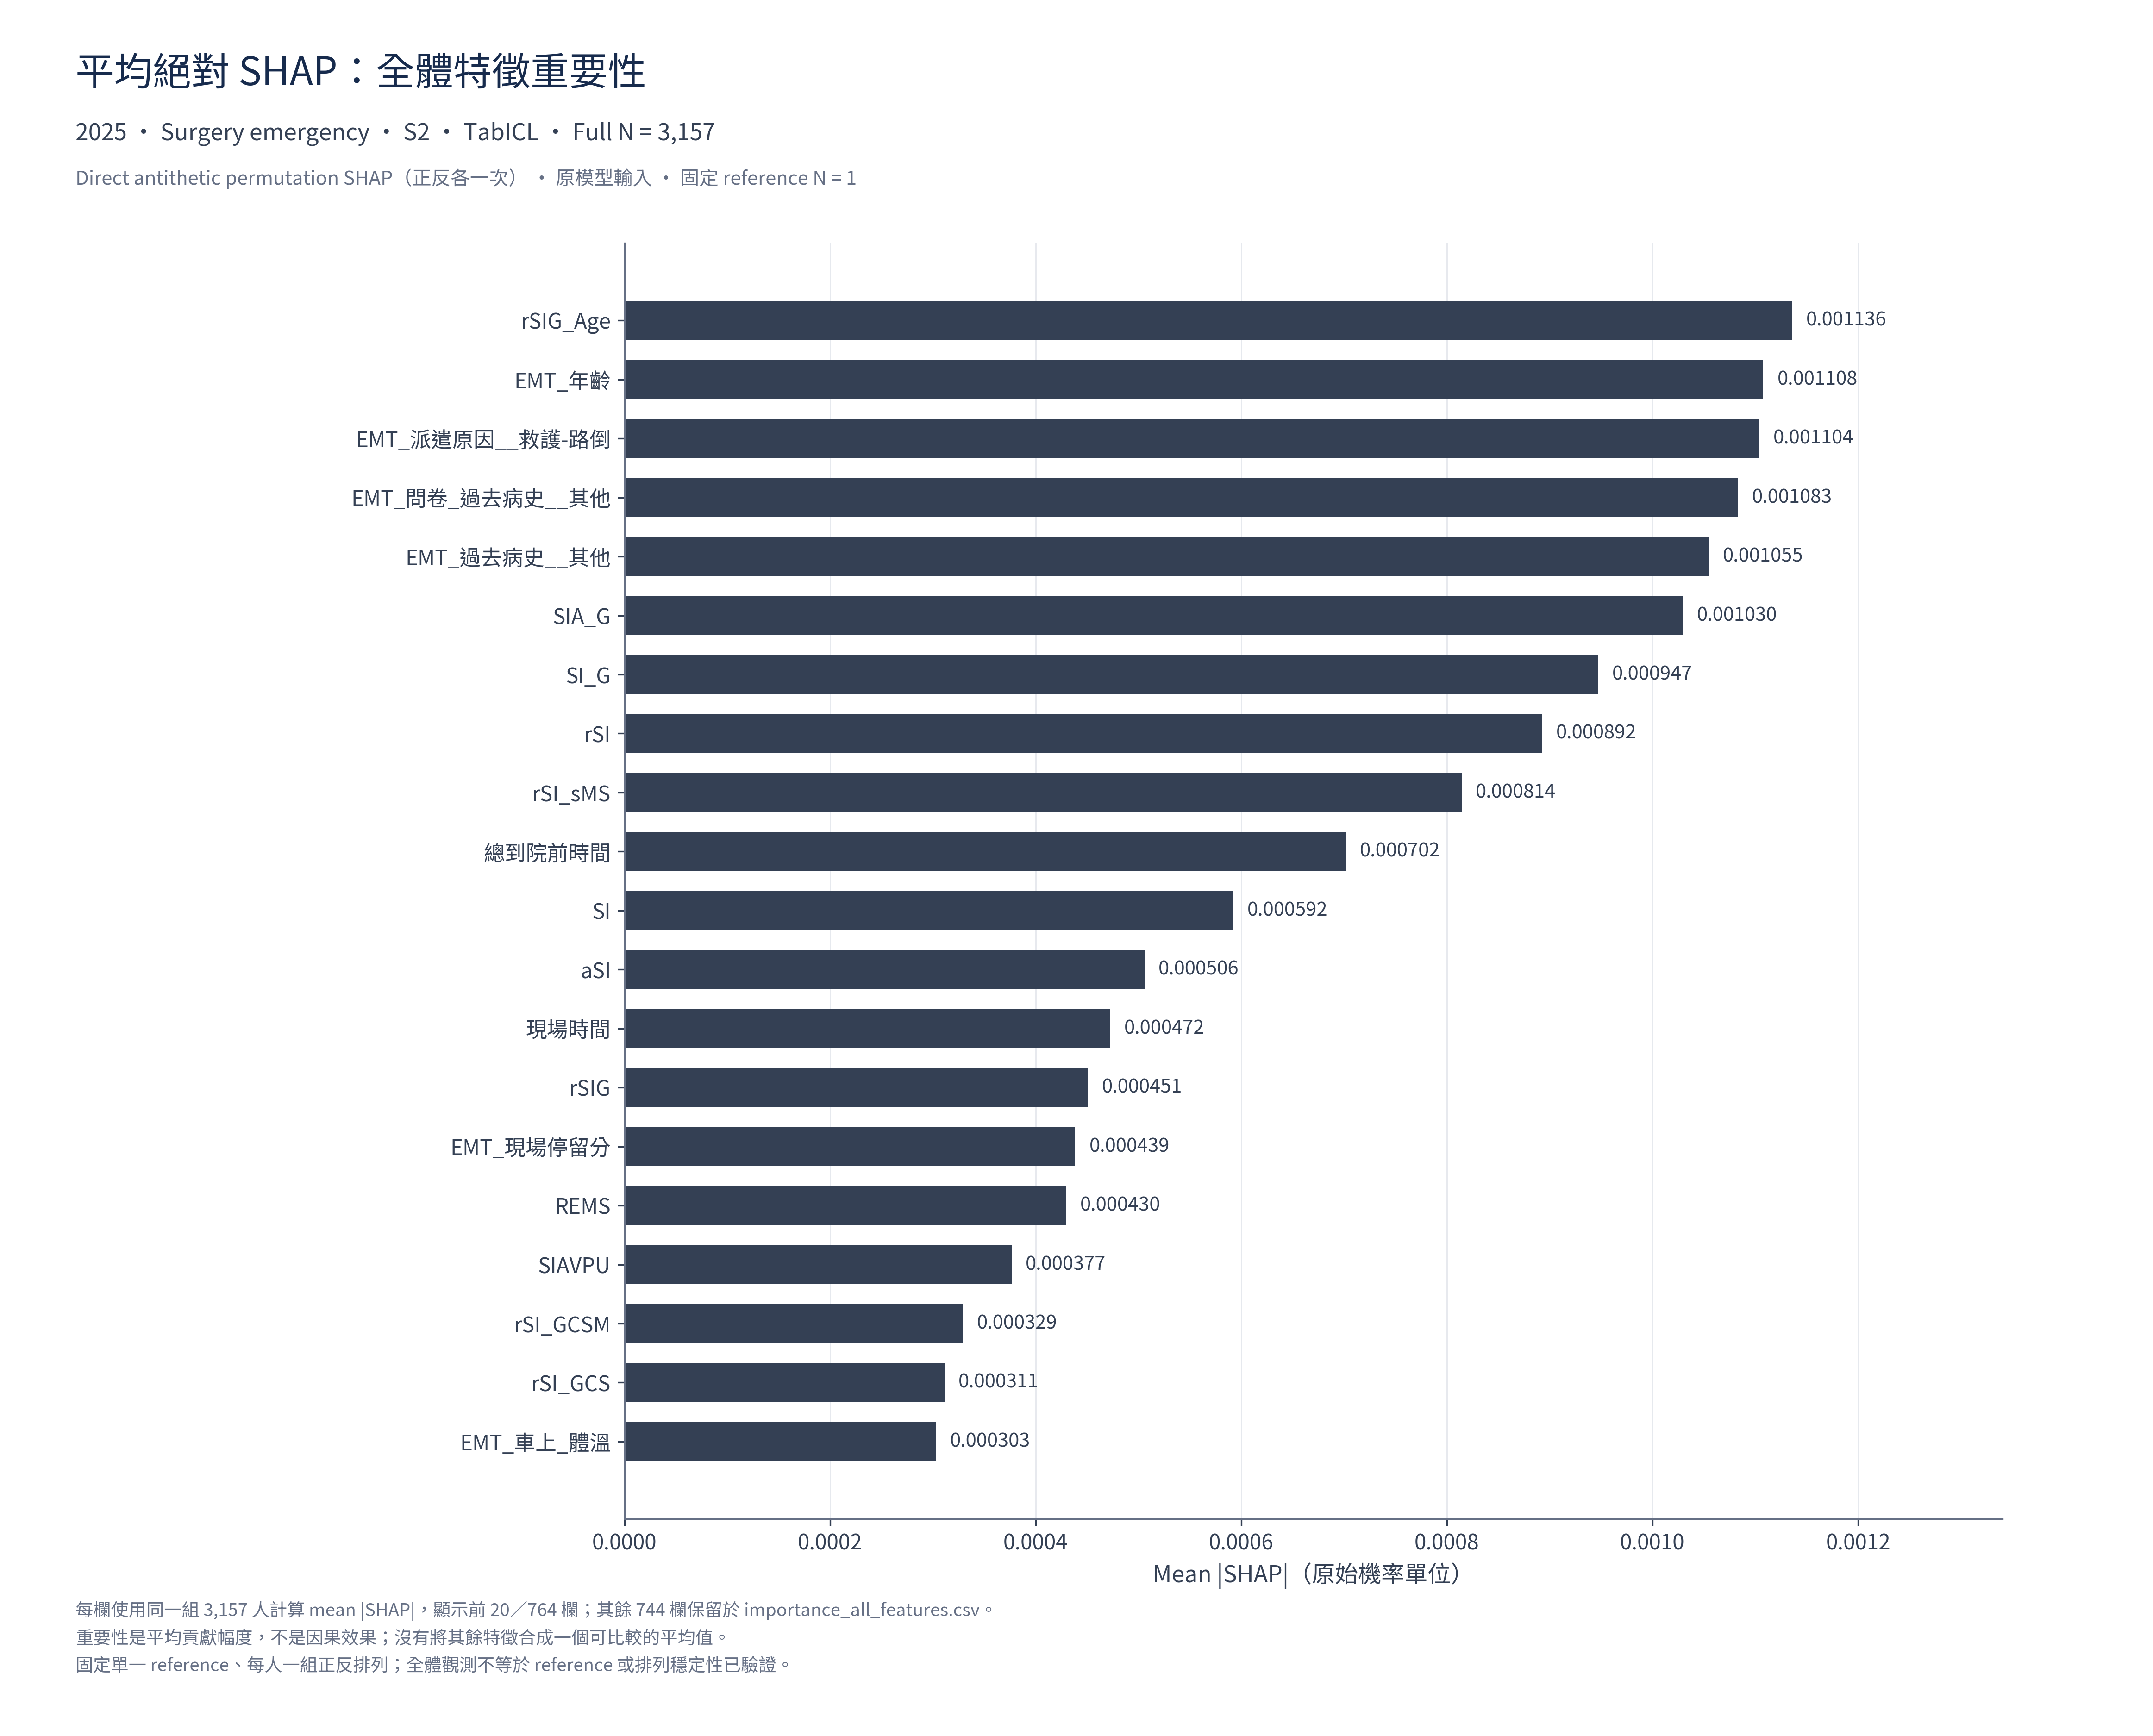 平均絕對 SHAP：全體特徵重要性
2025 • Surgery emergency • S2 • TabICL • Full N = 3,157
Direct antithetic permutation SHAP（正反各一次） • 原模型輸入 • 固定 reference N = 1
rSIG_Age 0.001136
EMT_年齡 0.001108
EMT_派遣原因__救護-路倒 0.001104
EMT_問卷_過去病史__其他 0.001083
EMT_過去病史__其他 0.001055
SIA_G 0.001030
SI_G 0.000947
rSI 0.000892
rSI_sMS 0.000814
總到院前時間 0.000702
SI 0.000592
aSI 0.000506
現場時間 0.000472
rSIG 0.000451
EMT_現場停留分 0.000439
REMS 0.000430
SIAVPU 0.000377
rSI_GCSM 0.000329
rSI_GCS 0.000311
EMT_車上_體溫 0.000303
0.0000 0.0002 0.0004 0.0006 0.0008 0.0010 0.0012
Mean |SHAP|（原始機率單位）
每欄使用同一組 3,157 人計算 mean |SHAP|，顯示前 20／764 欄；其餘 744 欄保留於 importance_all_features.csv。
重要性是平均貢獻幅度，不是因果效果；沒有將其餘特徵合成一個可比較的平均值。
固定單一 reference、每人一組正反排列；全體觀測不等於 reference 或排列穩定性已驗證。